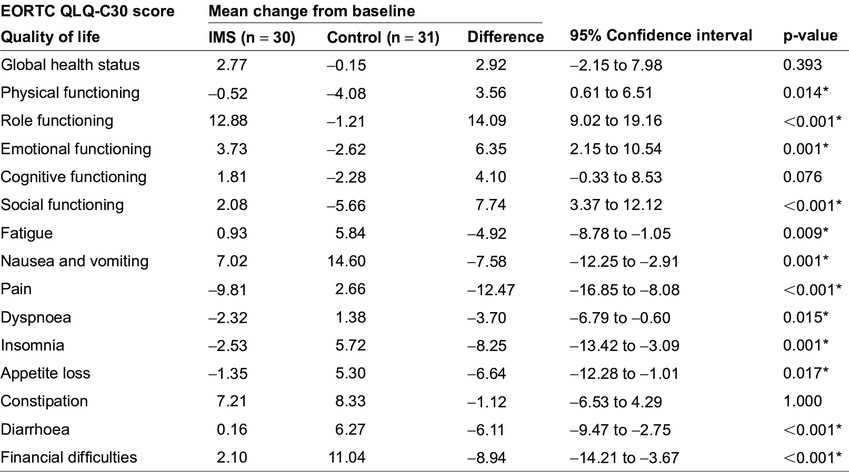 EORTC QLQ-C30 score Mean change from baseline
Quality of life IMS (n = 30) Control (n = 31) Difference 95% Confidence interval p-value
Global health status 2.77 −0.15 2.92 −2.15 to 7.98 0.393
Physical functioning −0.52 −4.08 3.56 0.61 to 6.51 0.014*
Role functioning 12.88 −1.21 14.09 9.02 to 19.16 <0.001*
Emotional functioning 3.73 −2.62 6.35 2.15 to 10.54 0.001*
Cognitive functioning 1.81 −2.28 4.10 −0.33 to 8.53 0.076
Social functioning 2.08 −5.66 7.74 3.37 to 12.12 <0.001*
Fatigue 0.93 5.84 −4.92 −8.78 to −1.05 0.009*
Nausea and vomiting 7.02 14.60 −7.58 −12.25 to −2.91 0.001*
Pain −9.81 2.66 −12.47 −16.85 to −8.08 <0.001*
Dyspnoea −2.32 1.38 −3.70 −6.79 to −0.60 0.015*
Insomnia −2.53 5.72 −8.25 −13.42 to −3.09 0.001*
Appetite loss −1.35 5.30 −6.64 −12.28 to −1.01 0.017*
Constipation 7.21 8.33 −1.12 −6.53 to 4.29 1.000
Diarrhoea 0.16 6.27 −6.11 −9.47 to −2.75 <0.001*
Financial difficulties 2.10 11.04 −8.94 −14.21 to −3.67 <0.001*